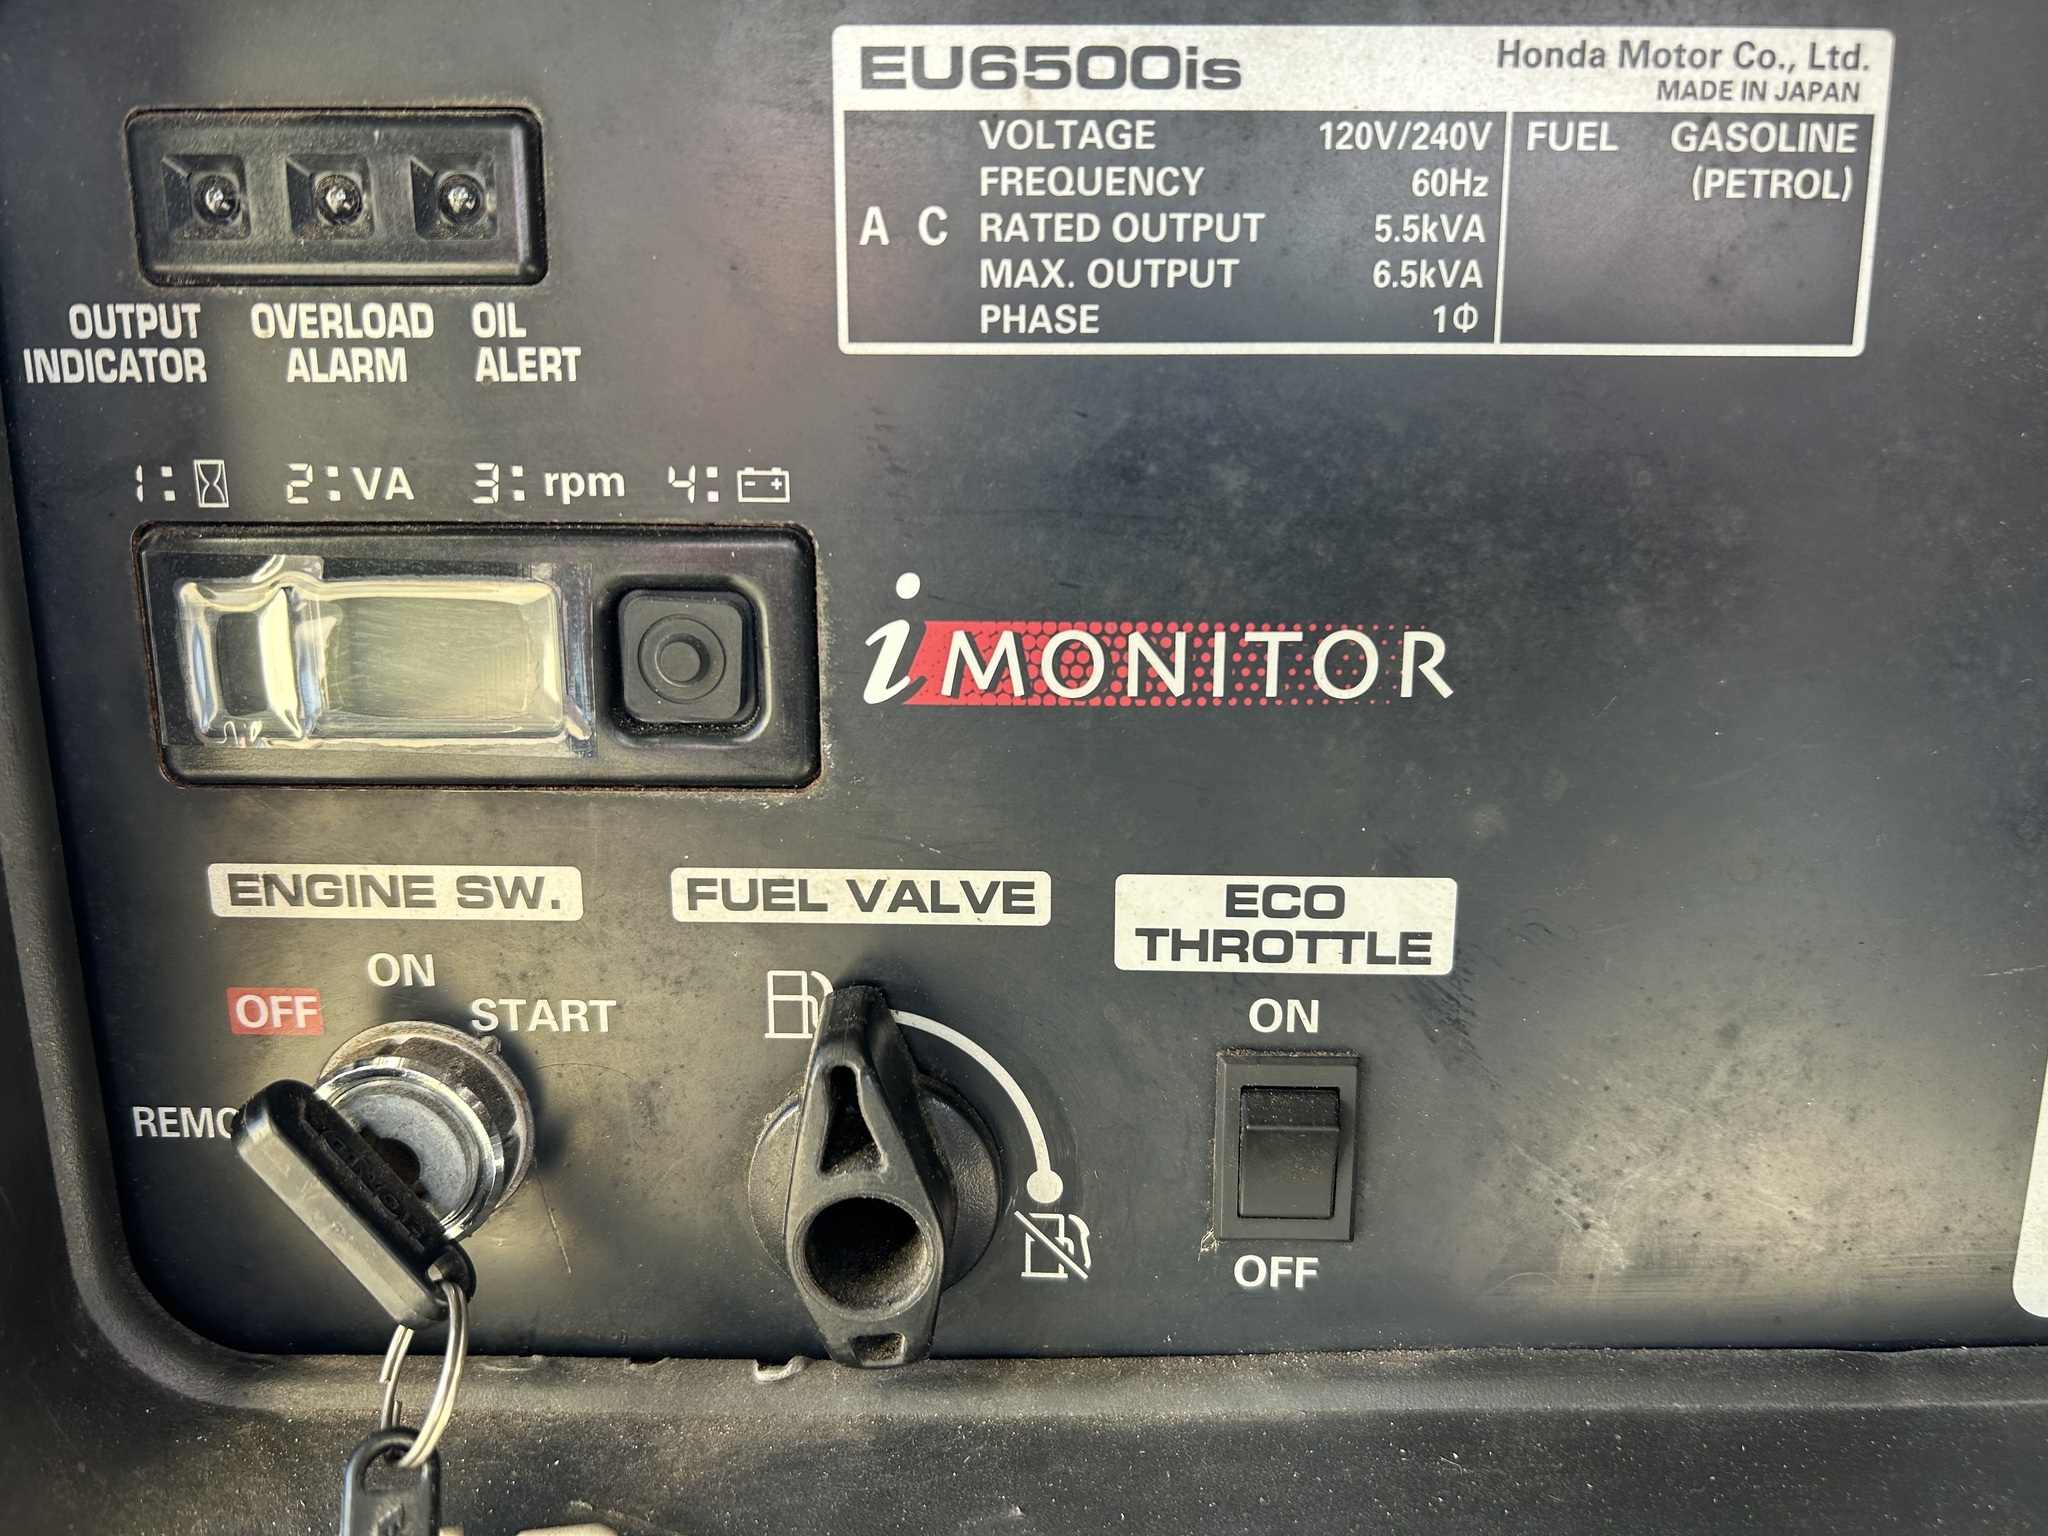 EU6500is
Honda Motor Co., Ltd.
MADE IN JAPAN
A C
VOLTAGE 120V/240V
FREQUENCY 60Hz
RATED OUTPUT 5.5kVA
MAX. OUTPUT 6.5kVA
PHASE 1Φ
FUEL GASOLINE
(PETROL)
OUTPUT
INDICATOR
OVERLOAD
ALARM
OIL
ALERT
1: 2:VA 3:rpm 4:
i MONITOR
ENGINE SW.
OFF
ON
START
FUEL VALVE
ECO
THROTTLE
ON
OFF